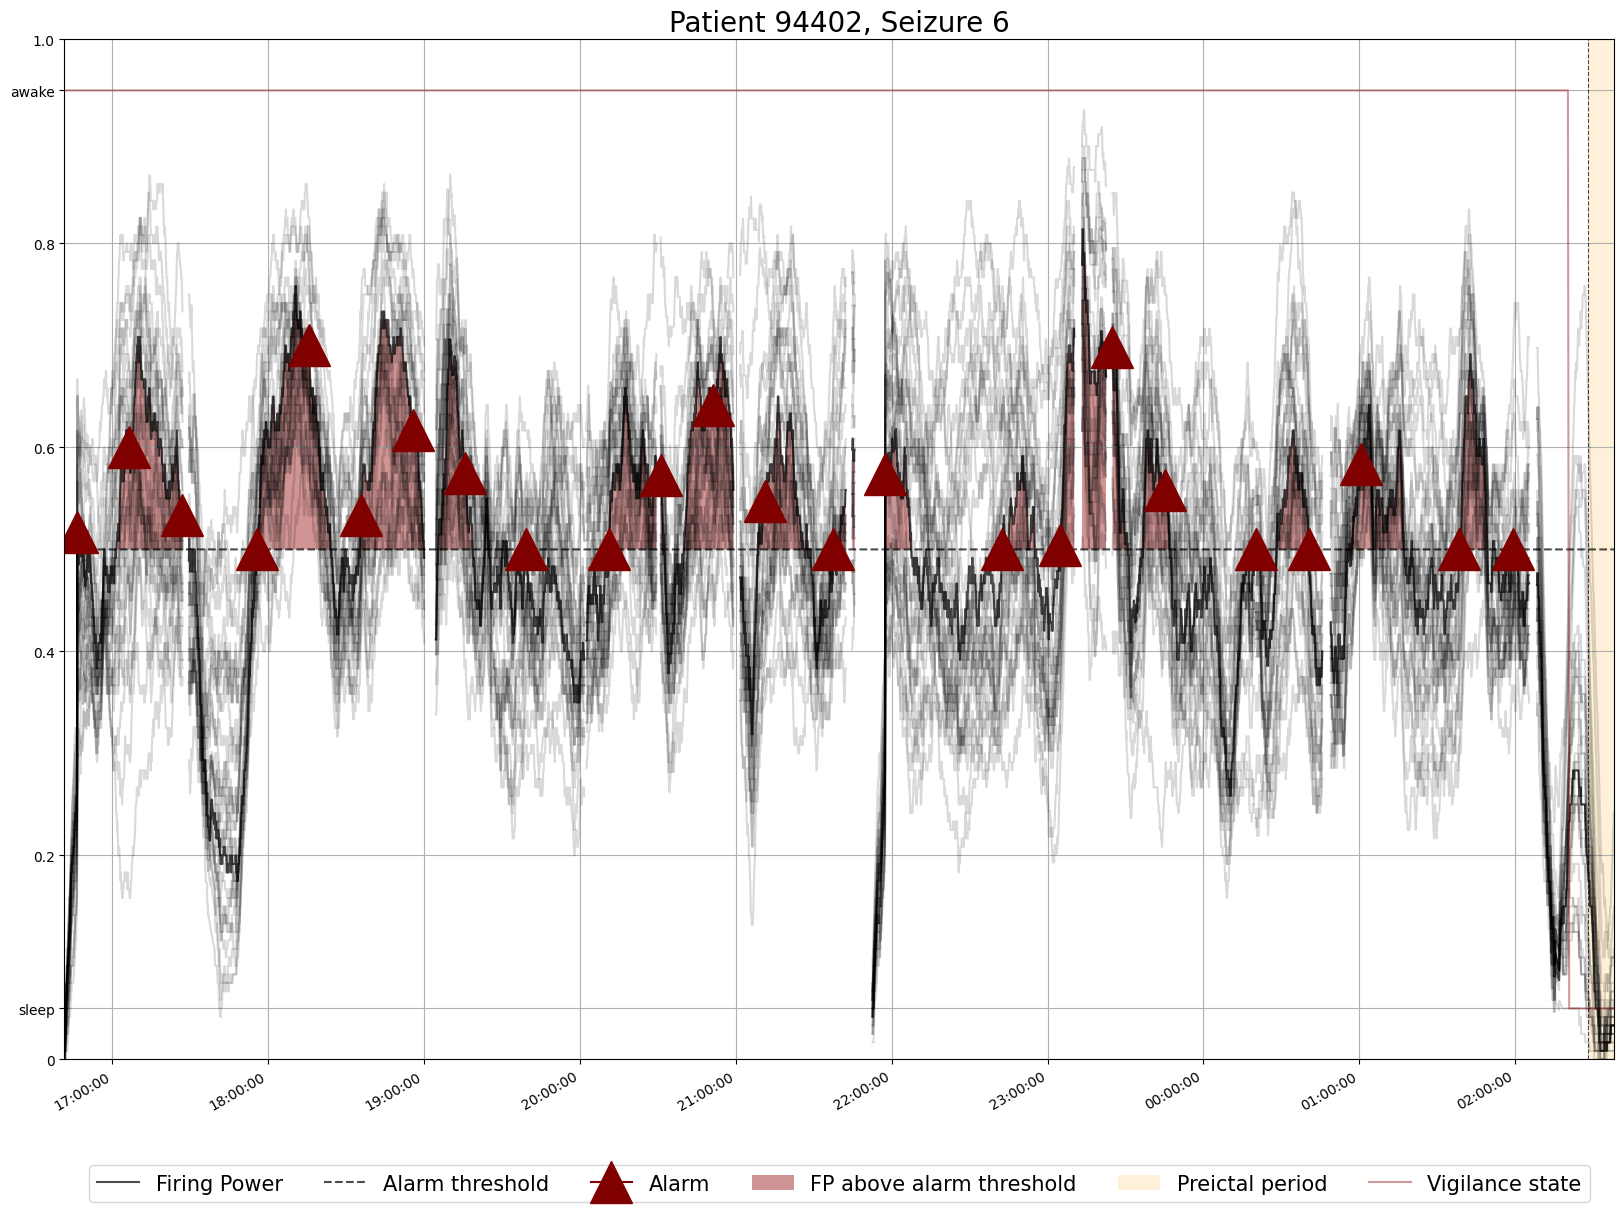 Patient 94402, Seizure 6
1.0
awake
0.8
0.6
0.4
0.2
sleep
0
17:00:00 18:00:00 19:00:00 20:00:00 21:00:00 22:00:00 23:00:00 00:00:00 01:00:00 02:00:00
Firing Power Alarm threshold Alarm FP above alarm threshold Preictal period Vigilance state